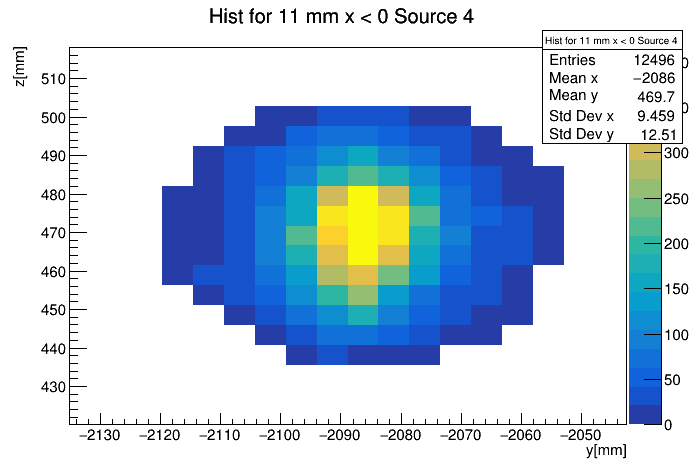 Hist for 11 mm x < 0 Source 4
z[mm]
Hist for 11 mm x < 0 Source 4
Entries 12496
Mean x −2086
Mean y 469.7
Std Dev x 9.459
Std Dev y 12.51
510
500
490
480
470
460
450
440
430
300
250
200
150
100
50
0
−2130 −2120 −2110 −2100 −2090 −2080 −2070 −2060 −2050
y[mm]